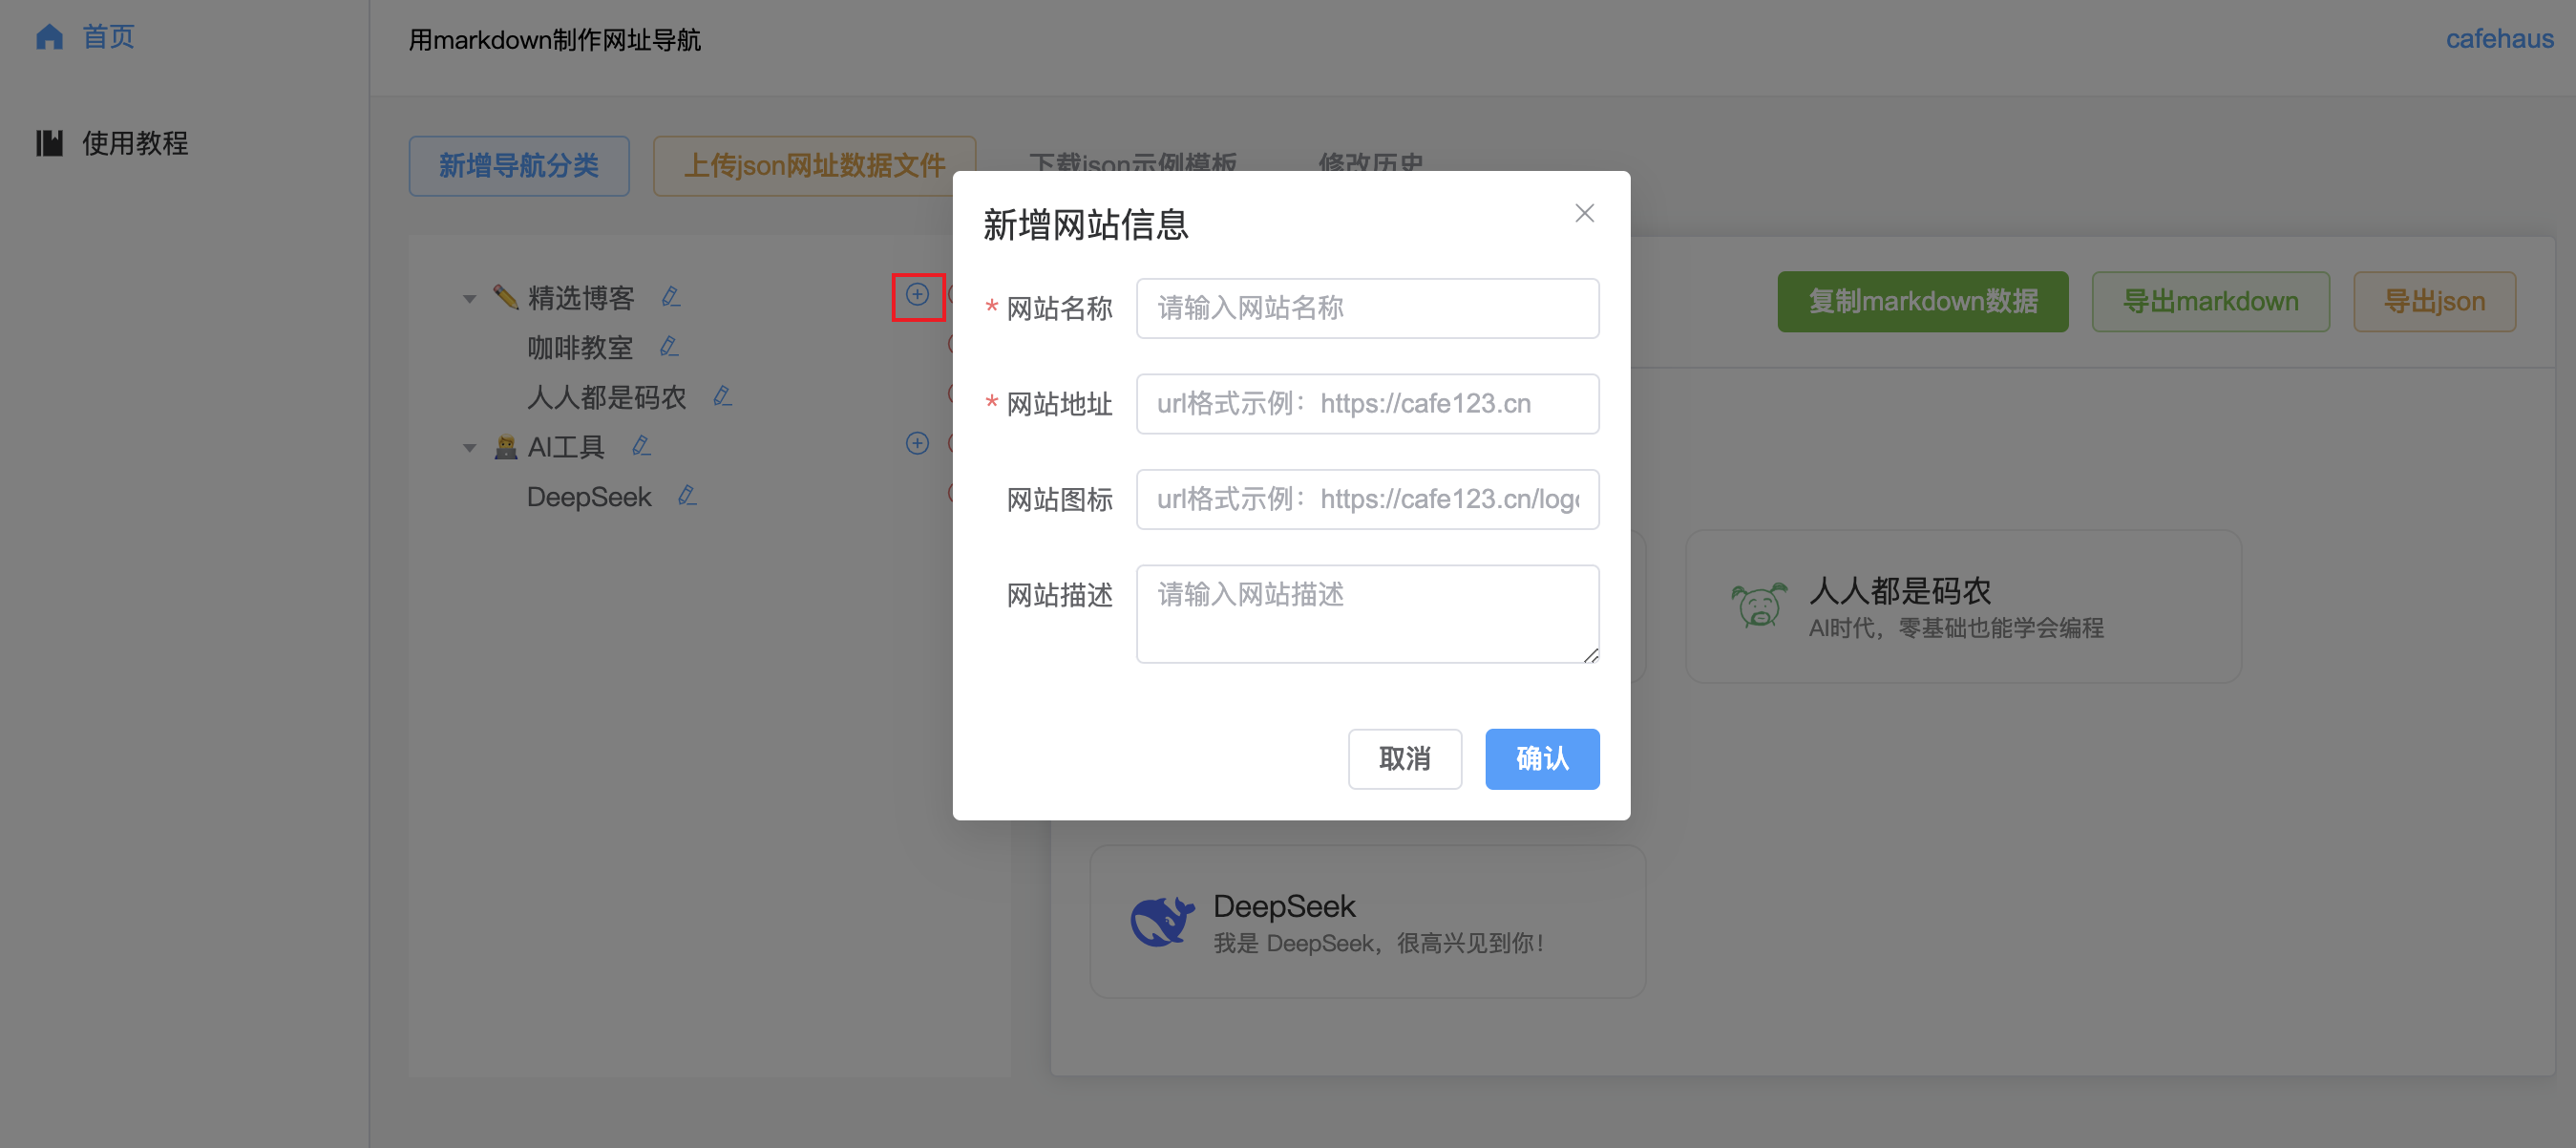 首页
使用教程
用markdown制作网址导航
cafehaus
新增导航分类
上传json网址数据文件
下载json示例模板
修改历史
精选博客
咖啡教室
人人都是码农
AI工具
DeepSeek
新增网站信息
* 网站名称
请输入网站名称
* 网站地址
url格式示例：https://cafe123.cn
网站图标
url格式示例：https://cafe123.cn/logo
网站描述
请输入网站描述
取消
确认
复制markdown数据
导出markdown
导出json
人人都是码农
AI时代，零基础也能学会编程
DeepSeek
我是 DeepSeek，很高兴见到你！